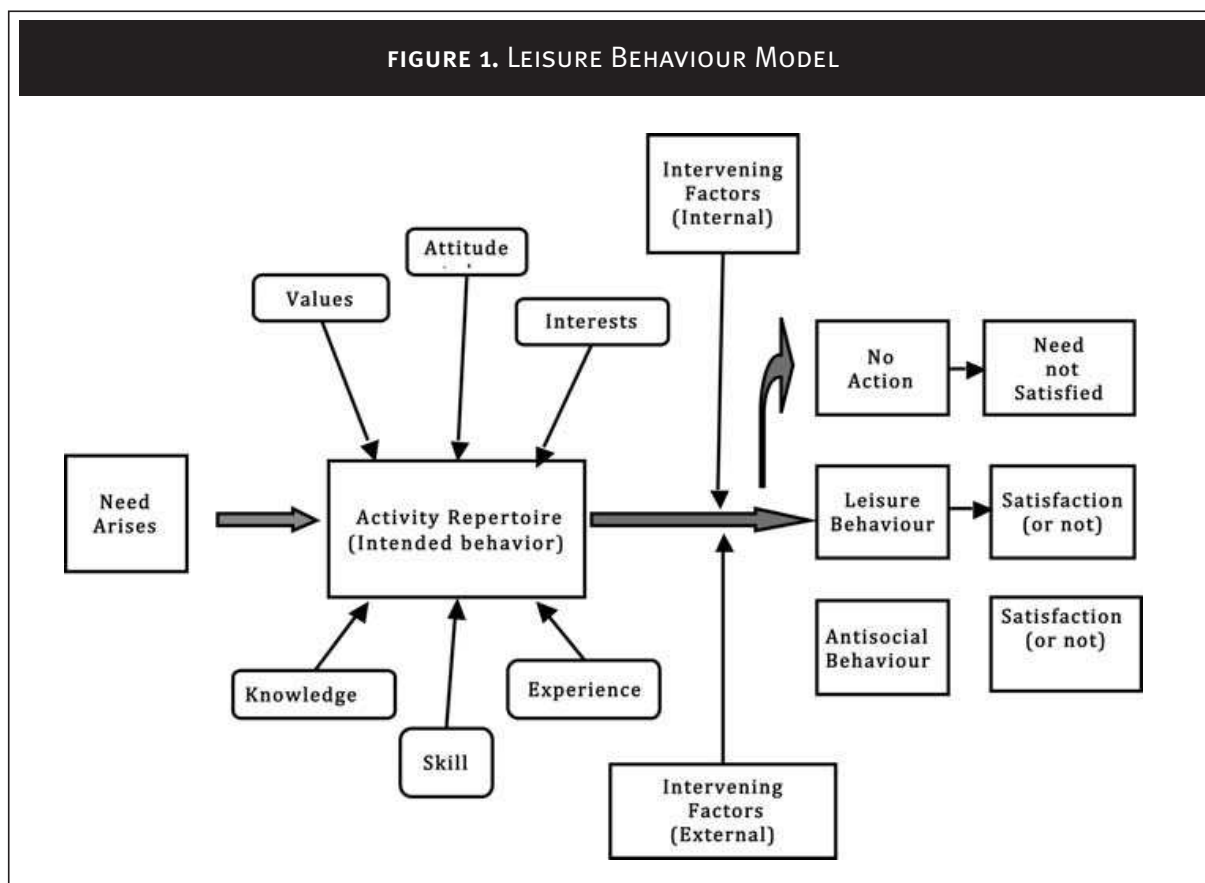 FIGURE 1. LEISURE BEHAVIOUR MODEL
Intervening
Factors
(Internal)
Attitude
Values
Interests
No
Action
Need
not
Satisfied
Need
Arises
Activity Repertoire
(Intended behavior)
Leisure
Behaviour
Satisfaction
(or not)
Antisocial
Behaviour
Satisfaction
(or not)
Knowledge
Experience
Skill
Intervening
Factors
(External)